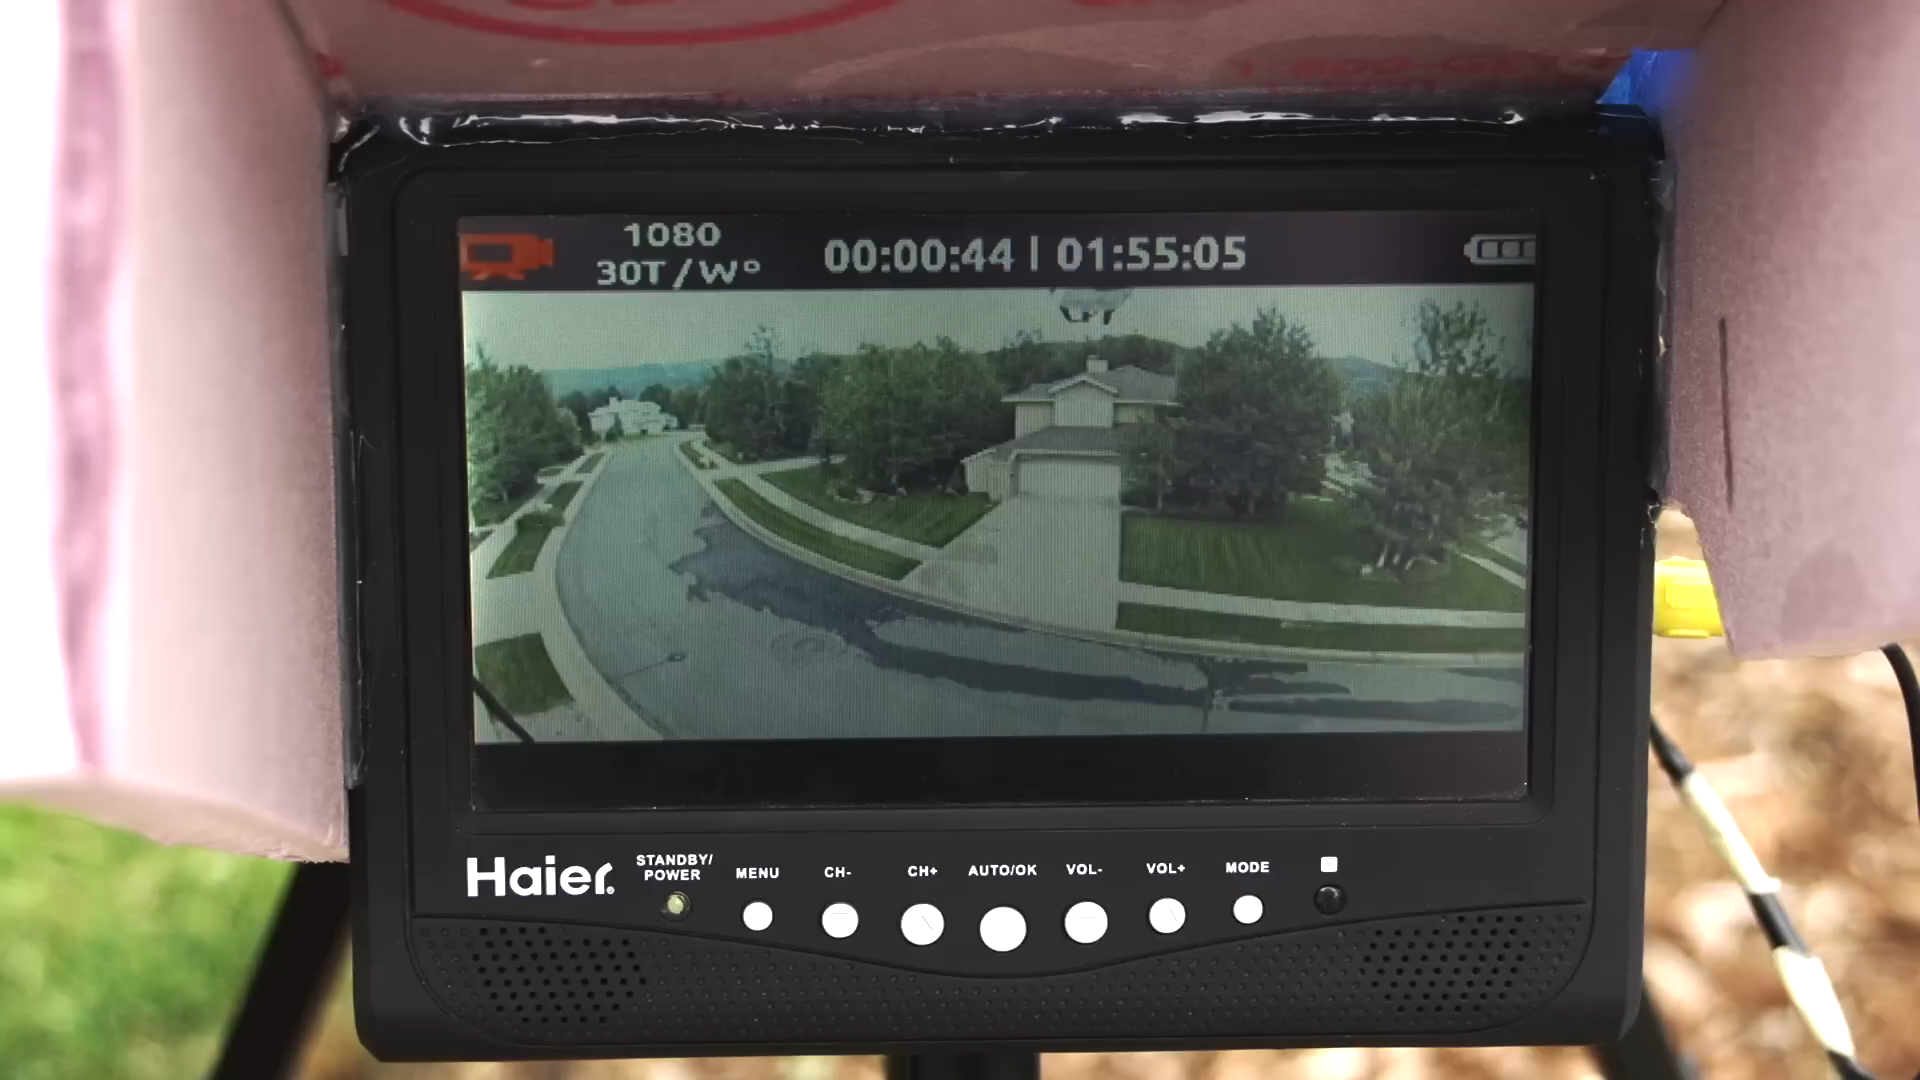 1080
30T/W°
00:00:44 | 01:55:05
Haier
STANDBY/
POWER
MENU
CH-
CH+
AUTO/OK
VOL-
VOL+
MODE